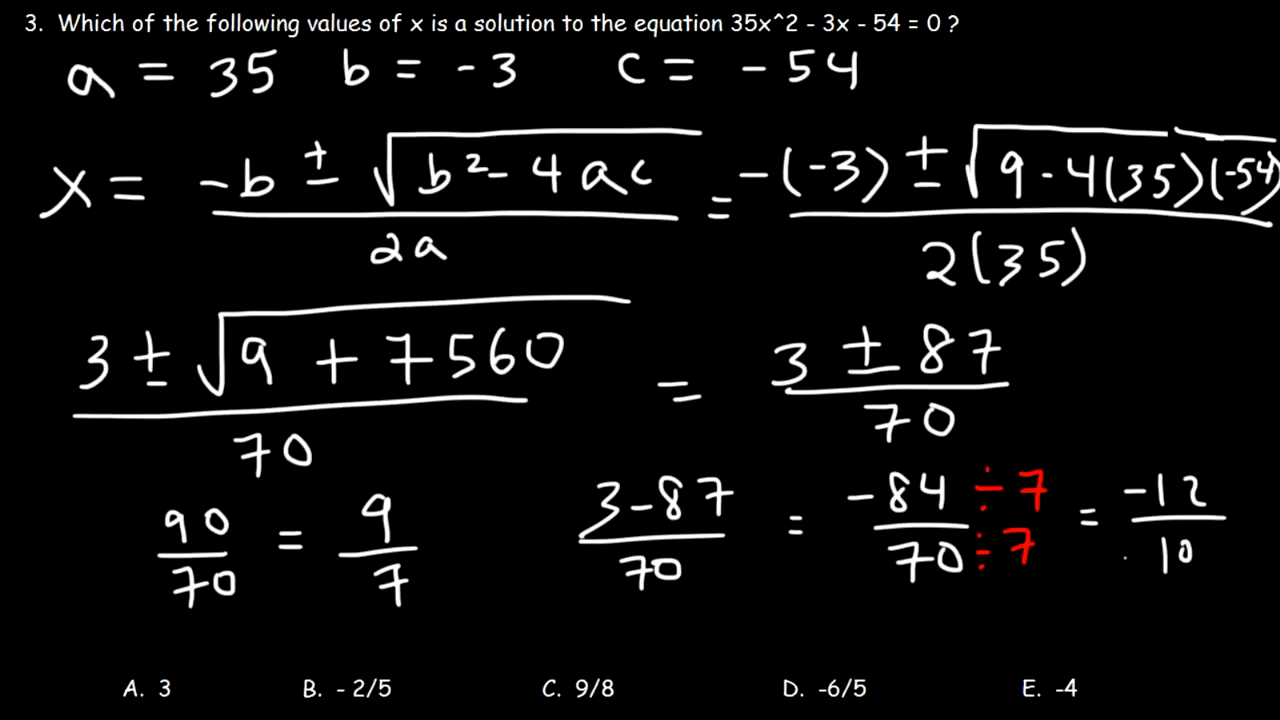 3. Which of the following values of x is a solution to the equation 35x^2 - 3x - 54 = 0 ?
a = 35 b = -3 c = -54
x = -b ± √b² - 4ac / 2a = -(-3) ± √9 - 4(35)(-54) / 2(35)
3 ± √9 + 7560 / 70 = 3 ± 87 / 70
90/70 = 9/7 3 - 87 / 70 = -84 ÷ 7 / 70 ÷ 7 = -12 / 10
A. 3 B. - 2/5 C. 9/8 D. -6/5 E. -4